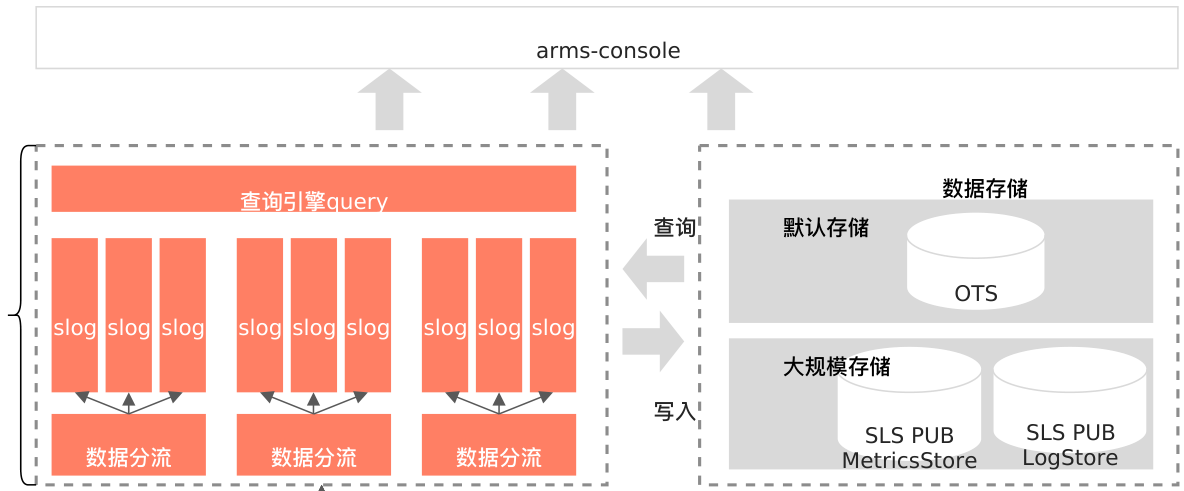 arms-console
查询引擎query
slog
slog
slog
slog
slog
slog
slog
slog
slog
数据分流
数据分流
数据分流
查询
写入
数据存储
默认存储
OTS
大规模存储
SLS PUB
MetricsStore
SLS PUB
LogStore